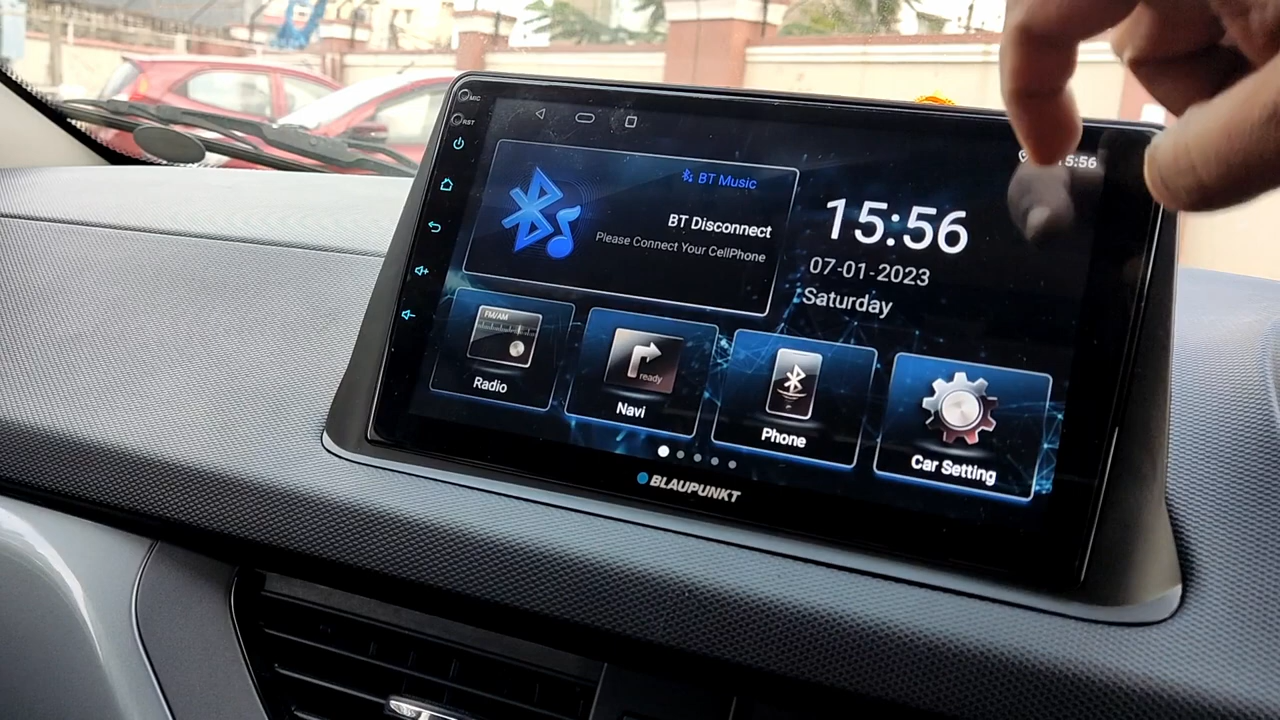 MIC
RST
15:56
BT Music
BT Disconnect
Please Connect Your CellPhone
15:56
07-01-2023
Saturday
FM/AM
Radio
ready
Navi
Phone
Car Setting
BLAUPUNKT